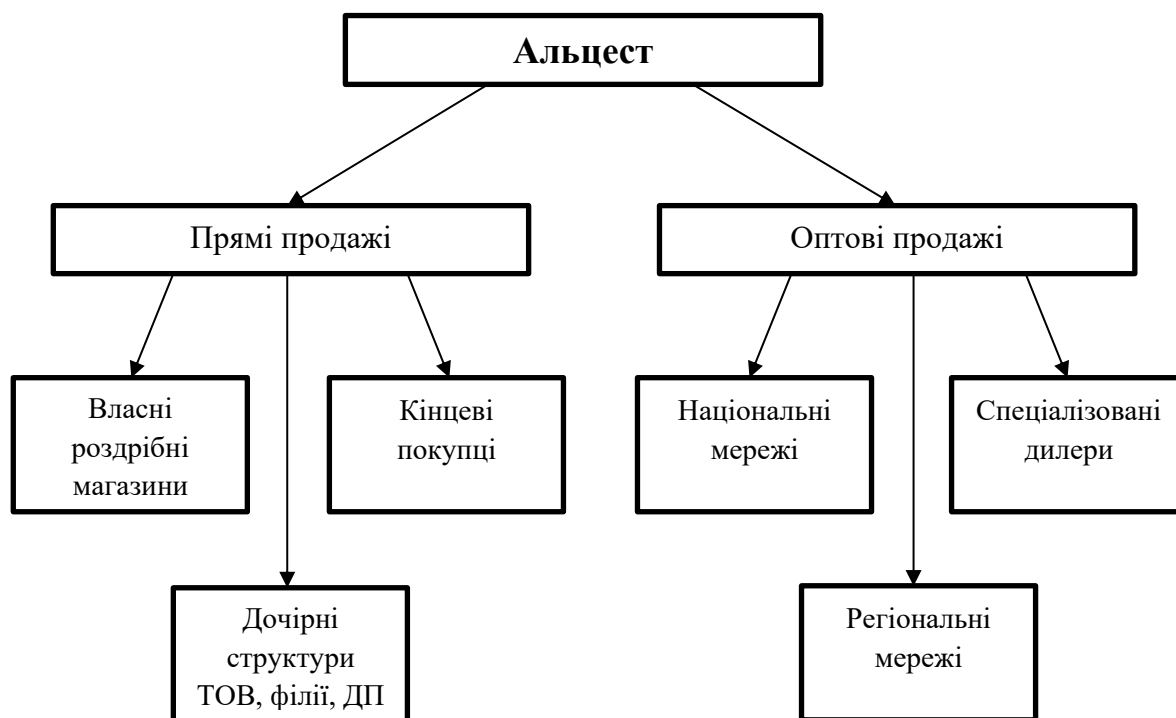 Альцест
Прямі продажі
Оптові продажі
Власні
роздрібні
магазини
Кінцеві
покупці
Національні
мережі
Спеціалізовані
дилери
Дочірні
структури
ТОВ, філії, ДП
Регіональні
мережі